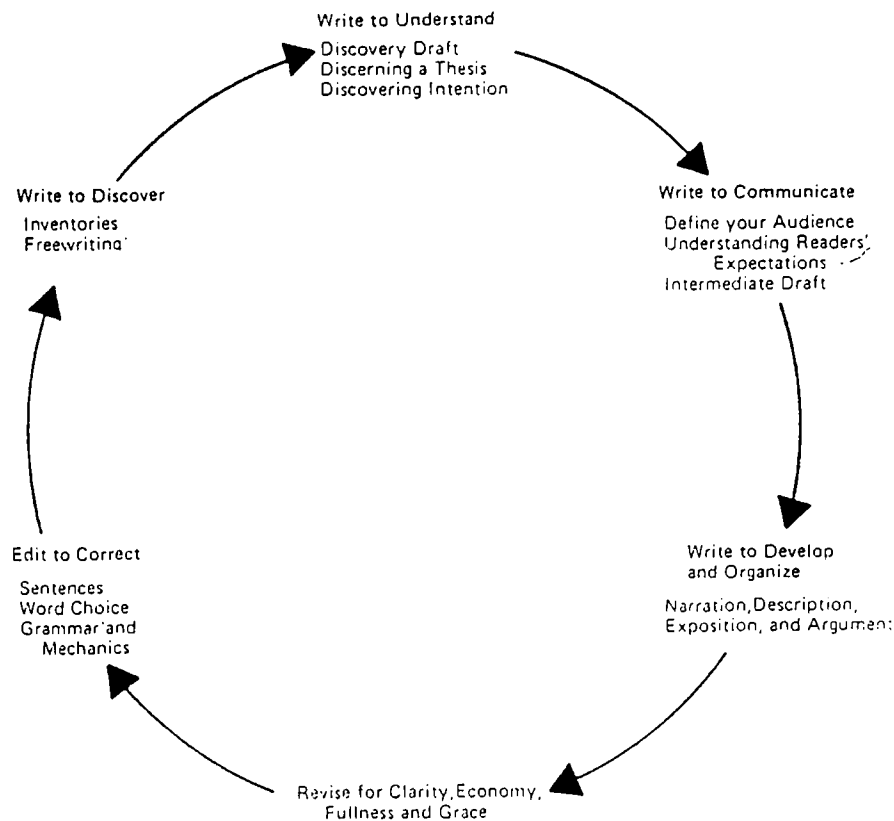 Write to Understand
Discovery Draft
Discerning a Thesis
Discovering Intention
Write to Communicate
Define your Audience
Understanding Readers'
Expectations
Intermediate Draft
Write to Develop
and Organize
Narration, Description,
Exposition, and Argument
Revise for Clarity, Economy,
Fullness and Grace
Edit to Correct
Sentences
Word Choice
Grammar and
Mechanics
Write to Discover
Inventories
Freewriting